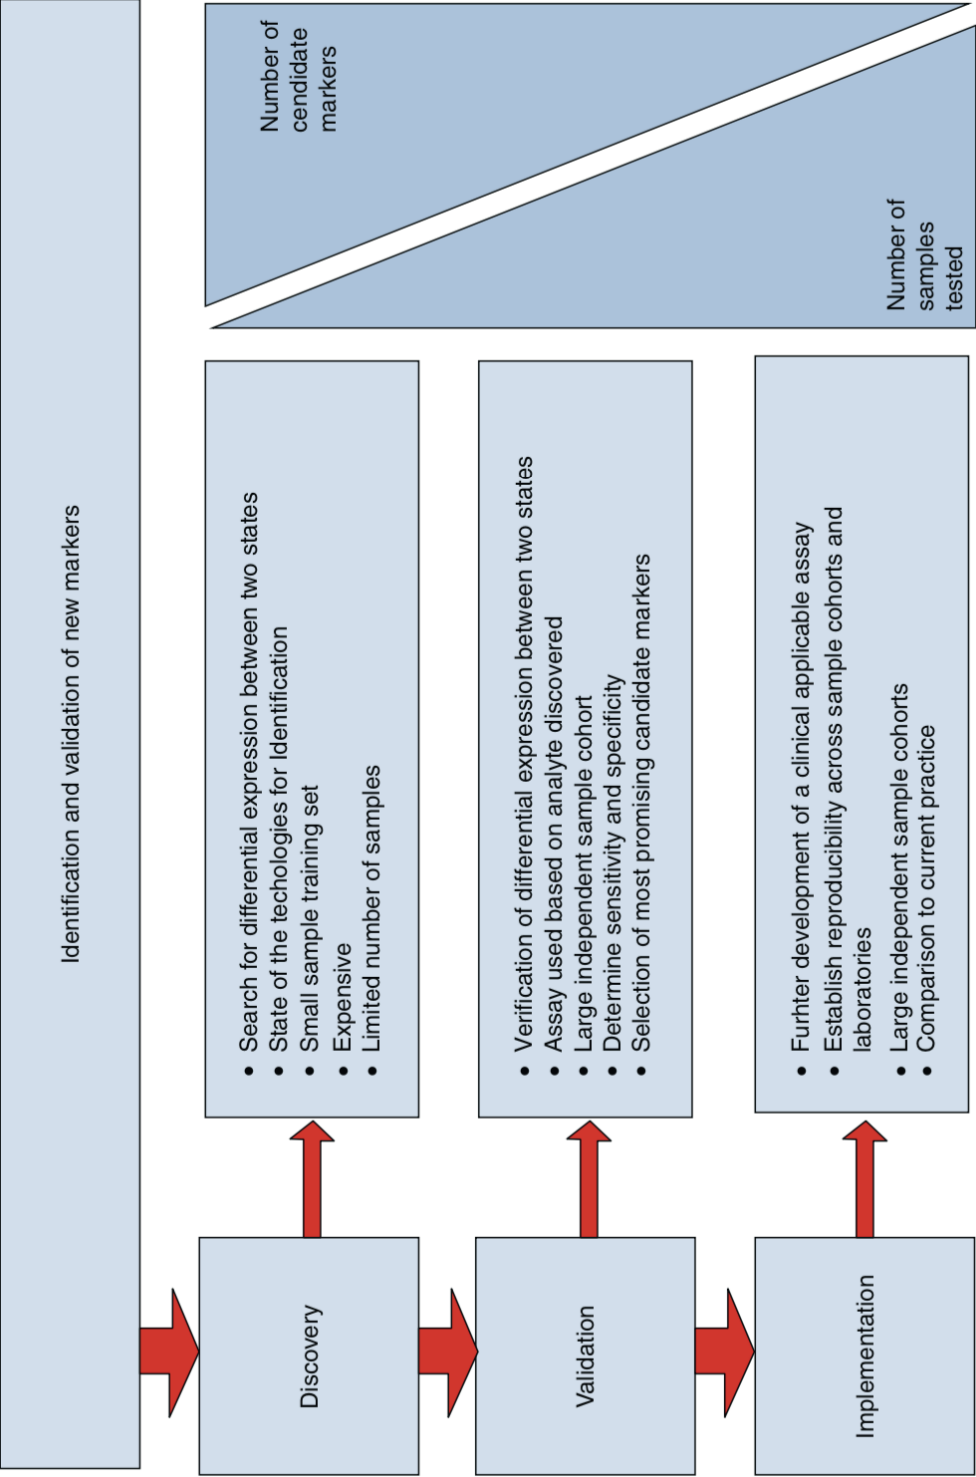 Identification and validation of new markers
Discovery
• Search for differential expression between two states
• State of the techologies for Identification
• Small sample training set
• Expensive
• Limited number of samples
Validation
• Verification of differential expression between two states
• Assay used based on analyte discovered
• Large independent sample cohort
• Determine sensitivity and specificity
• Selection of most promising candidate markers
Implementation
• Furhter development of a clinical applicable assay
• Establish reproducibility across sample cohorts and
laboratories
• Large independent sample cohorts
• Comparison to current practice
Number of
cendidate
markers
Number of
samples
tested